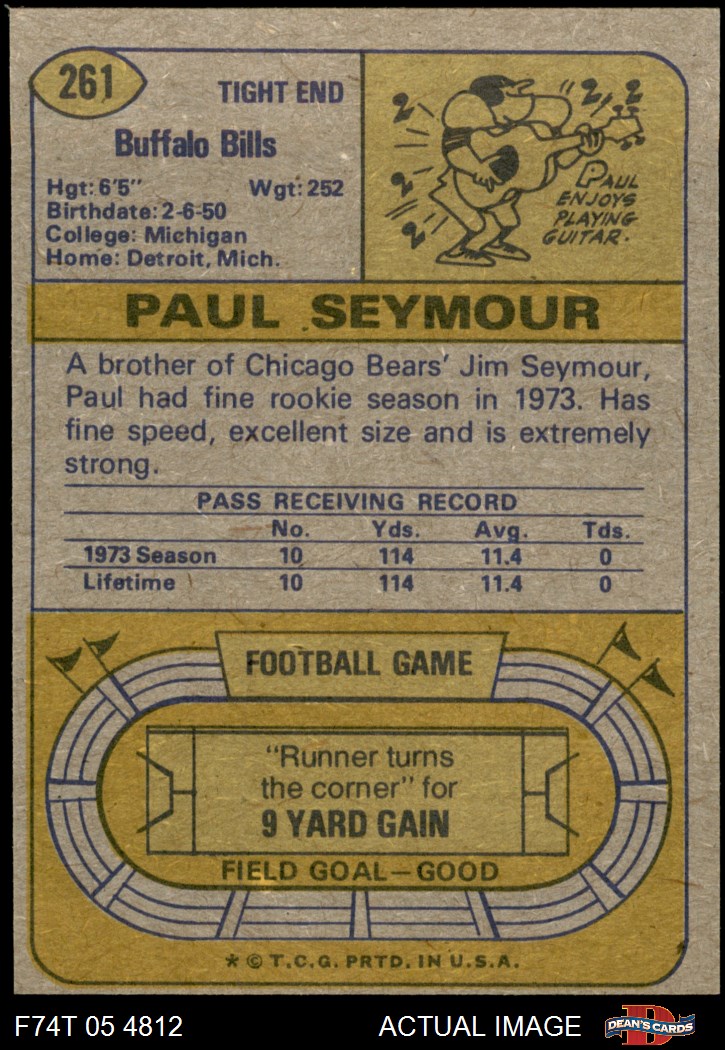 261
TIGHT END
Buffalo Bills
Hgt: 6'5" Wgt: 252
Birthdate: 2-6-50
College: Michigan
Home: Detroit, Mich.
PAUL
ENJOYS
PLAYING
GUITAR.
PAUL SEYMOUR
A brother of Chicago Bears' Jim Seymour,
Paul had fine rookie season in 1973. Has
fine speed, excellent size and is extremely
strong.
PASS RECEIVING RECORD
No. Yds. Avg. Tds.
1973 Season 10 114 11.4 0
Lifetime 10 114 11.4 0
FOOTBALL GAME
"Runner turns
the corner" for
9 YARD GAIN
FIELD GOAL—GOOD
* © T.C.G. PRTD. IN U.S.A.
F74T 05 4812 ACTUAL IMAGE
D
DEAN'S CARDS